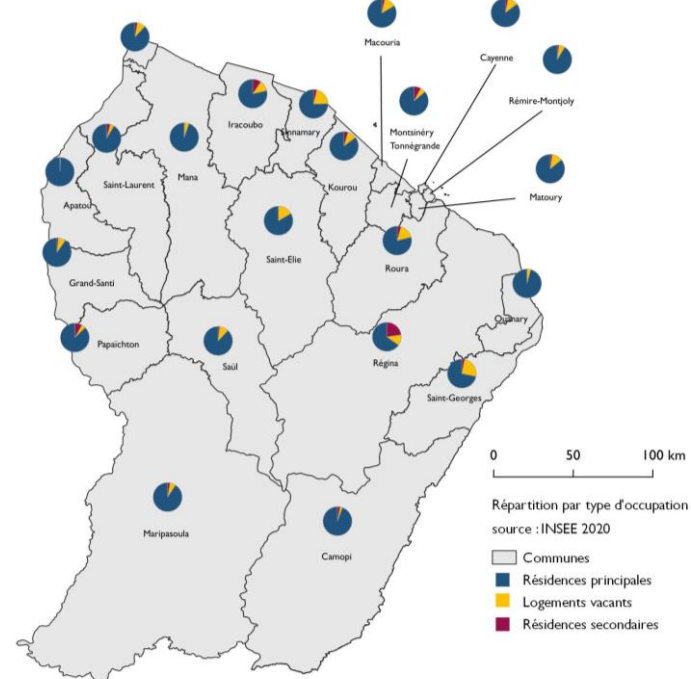 Macouria
Cayenne
Rémire-Montjoly
Iracoubo
Sinnamary
Montsinéry
Tonnégrande
Matoury
Mana
Saint-Laurent
Kourou
Apatou
Saint-Elie
Roura
Grand-Santi
Ouanary
Papaïchton
Saül
Régina
Saint-Georges
0 50 100 km
Répartition par type d'occupation
source : INSEE 2020
Communes
Résidences principales
Logements vacants
Résidences secondaires
Maripasoula
Camopi